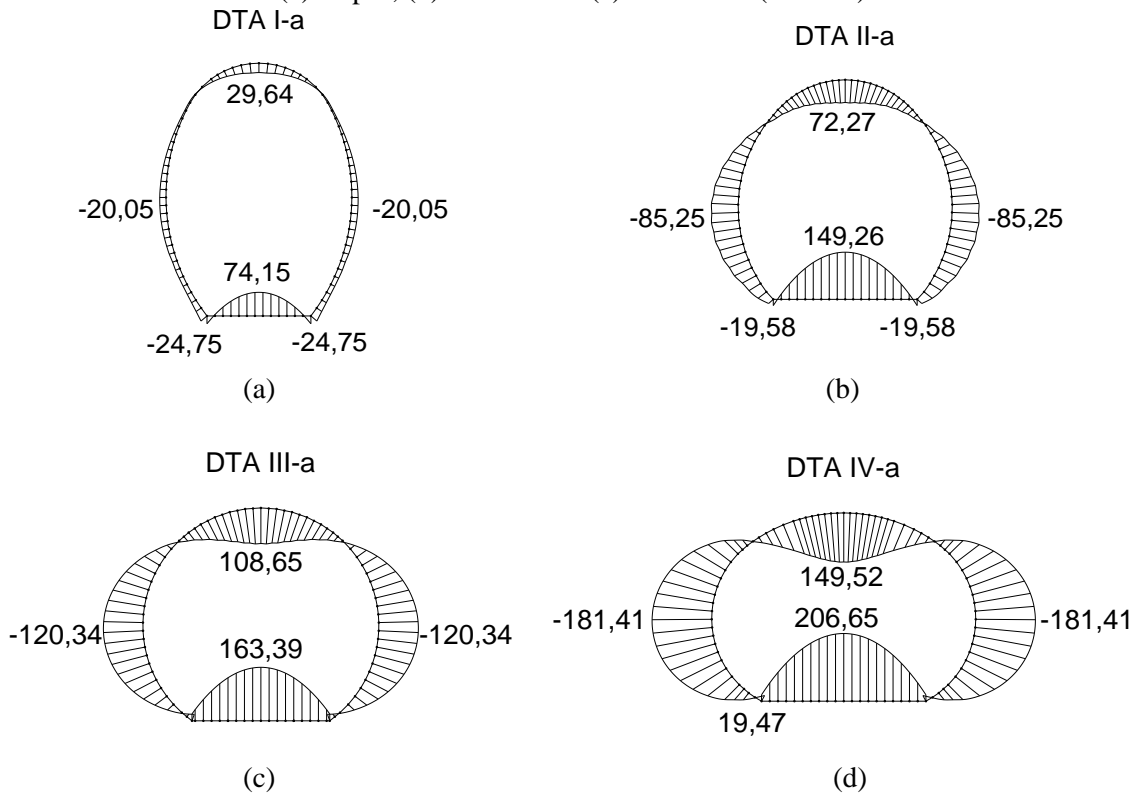 DTA I-a
29,64
-20,05
-20,05
74,15
-24,75
-24,75
(a)
DTA II-a
72,27
-85,25
-85,25
149,26
-19,58
-19,58
(b)
DTA III-a
108,65
-120,34
-120,34
163,39
(c)
DTA IV-a
149,52
-181,41
-181,41
206,65
19,47
(d)